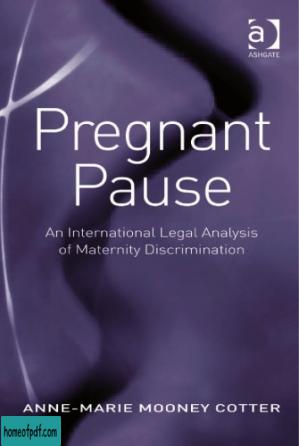 a
ASHGATE
Pregnant
Pause
An International Legal Analysis
of Maternity Discrimination
ANNE-MARIE MOONEY COTTER
homeofpdf.com